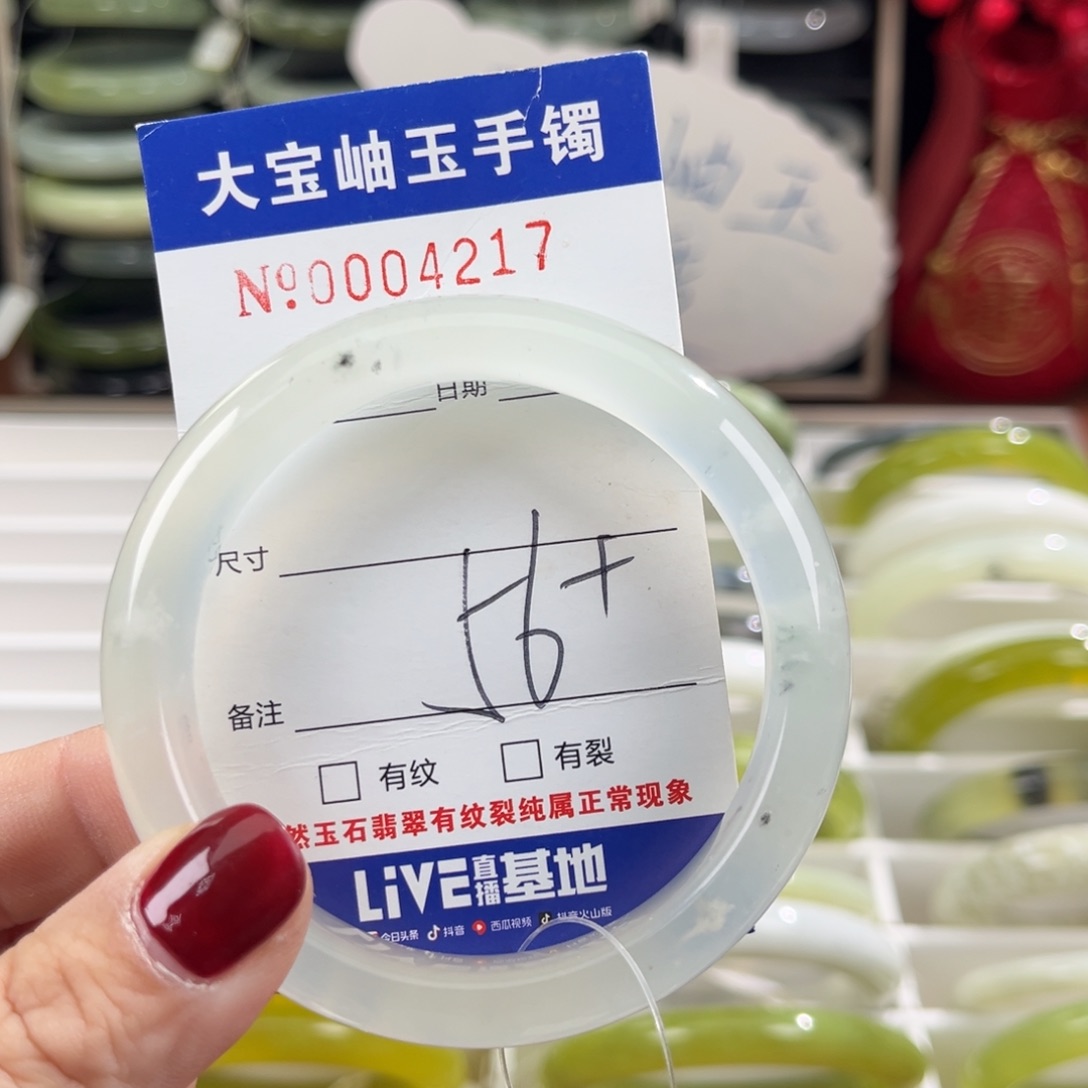 大宝岫玉手镯
Nº0004217
日期
尺寸
56+
备注
有纹 有裂
然玉石翡翠有纹裂纯属正常现象
LiVE直播基地
今日头条 抖音 西瓜视频 抖音火山版
岫玉